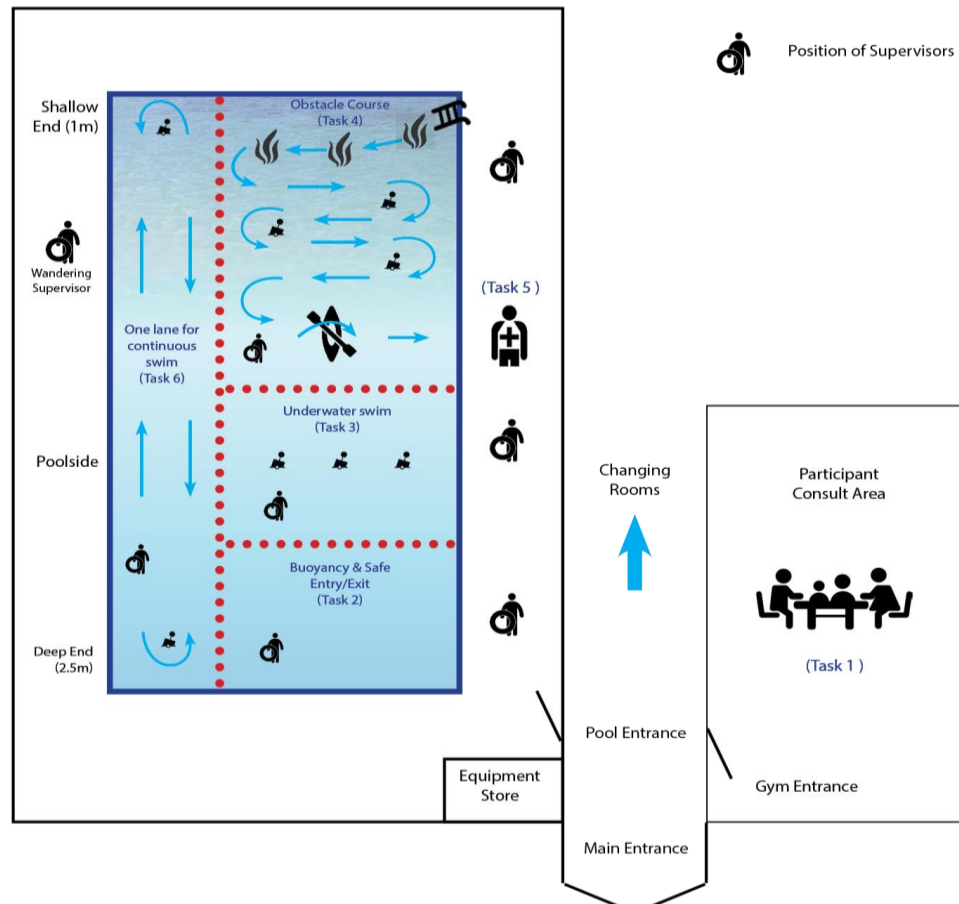 Position of Supervisors
Shallow
End (1m)
Obstacle Course
(Task 4)
Wandering
Supervisor
(Task 5 )
One lane for
continuous
swim
(Task 6)
Underwater swim
(Task 3)
Poolside
Changing
Rooms
Participant
Consult Area
Buoyancy & Safe
Entry/Exit
(Task 2)
Deep End
(2.5m)
(Task 1 )
Pool Entrance
Equipment
Store
Gym Entrance
Main Entrance